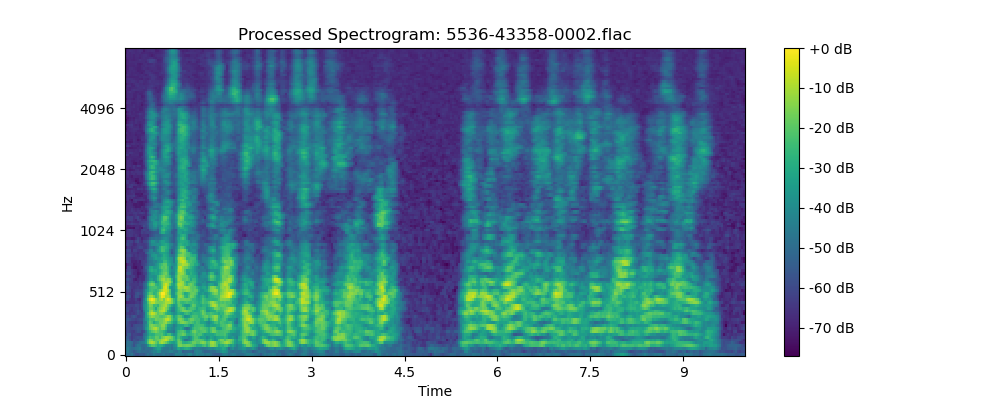 Processed Spectrogram: 5536-43358-0002.flac
+0 dB
4096
-10 dB
-20 dB
2048
-30 dB
Hz
1024
-40 dB
-50 dB
512
-60 dB
-70 dB
0
0 1.5 3 4.5 6 7.5 9
Time